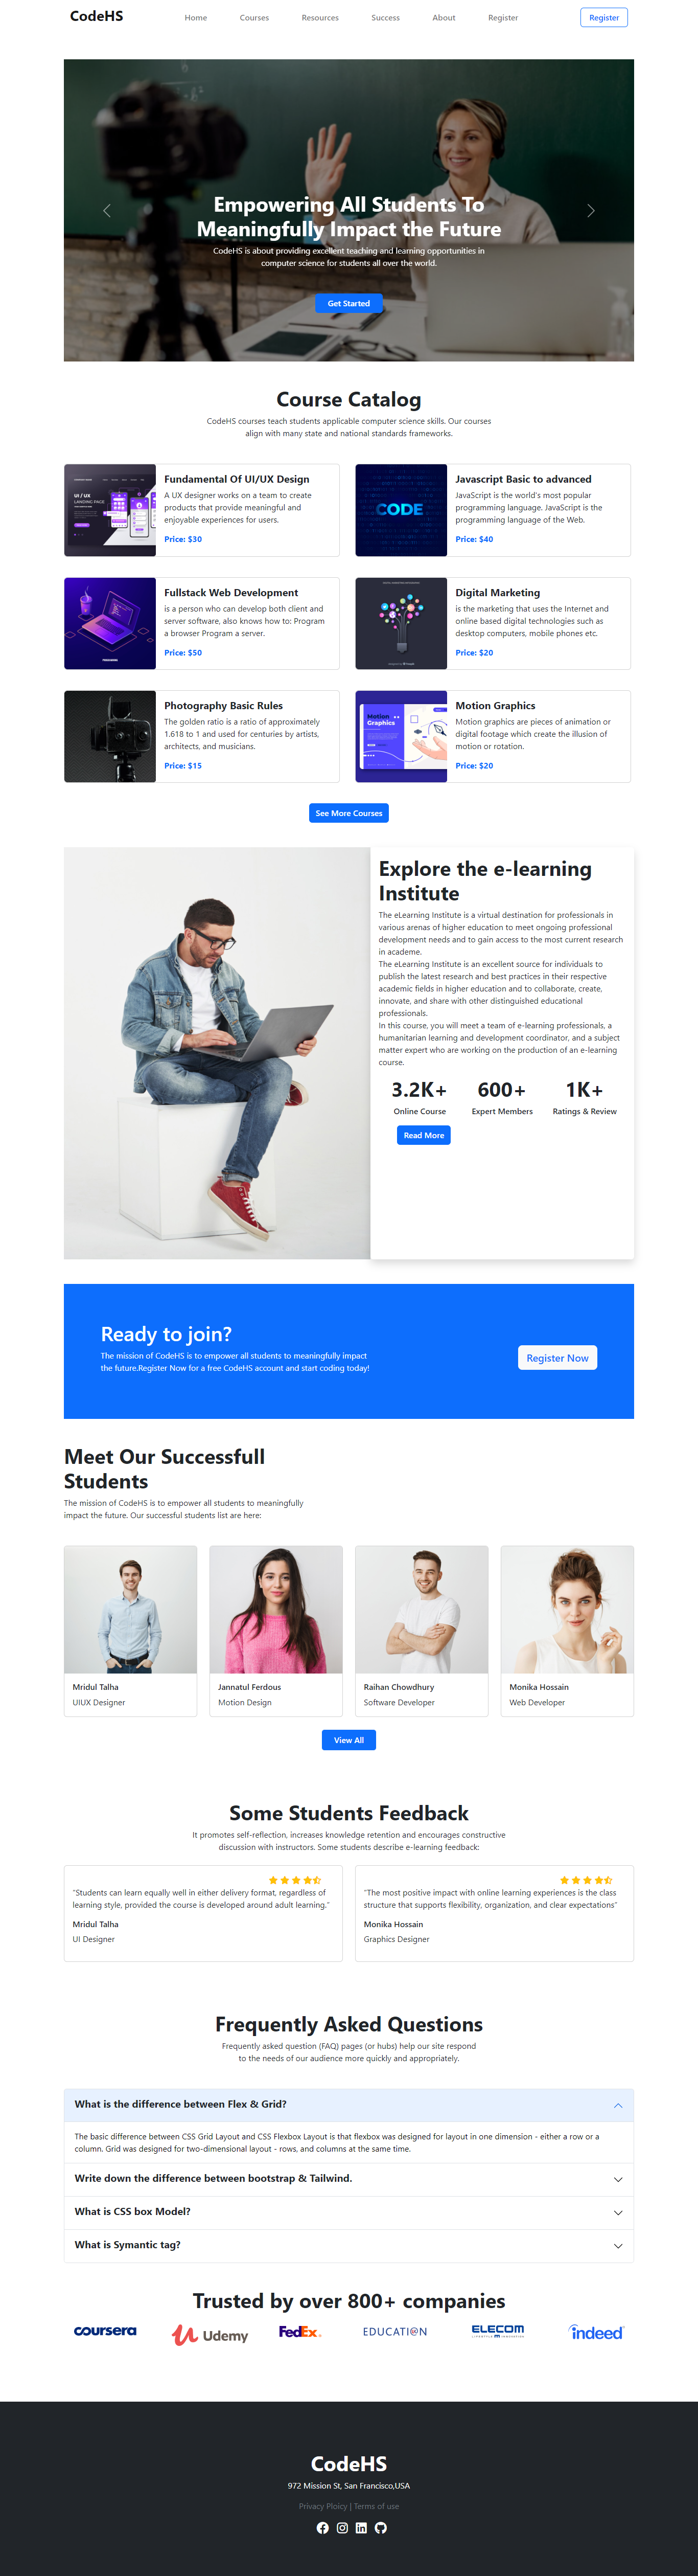 CodeHS
Home
Courses
Resources
Success
About
Register
Register
Empowering All Students To
Meaningfully Impact the Future
CodeHS is about providing excellent teaching and learning opportunities in
computer science for students all over the world.
Get Started
Course Catalog
CodeHS courses teach students applicable computer science skills. Our courses
align with many state and national standards frameworks.
UI / UX
LANDING PAGE
Fundamental Of UI/UX Design
A UX designer works on a team to create
products that provide meaningful and
enjoyable experiences for users.
Price: $30
CODE
Javascript Basic to advanced
JavaScript is the world's most popular
programming language. JavaScript is the
programming language of the Web.
Price: $40
Fullstack Web Development
is a person who can develop both client and
server software, also knows how to: Program
a browser Program a server.
Price: $50
Digital Marketing
is the marketing that uses the Internet and
online based digital technologies such as
desktop computers, mobile phones etc.
Price: $20
Photography Basic Rules
The golden ratio is a ratio of approximately
1.618 to 1 and used for centuries by artists,
architects, and musicians.
Price: $15
Motion
Graphics
Motion Graphics
Motion graphics are pieces of animation or
digital footage which create the illusion of
motion or rotation.
Price: $20
See More Courses
Explore the e-learning
Institute
The eLearning Institute is a virtual destination for professionals in
various arenas of higher education to meet ongoing professional
development needs and to gain access to the most current research
in academe.
The eLearning Institute is an excellent source for individuals to
publish the latest research and best practices in their respective
academic fields in higher education and to collaborate, create,
innovate, and share with other distinguished educational
professionals.
In this course, you will meet a team of e-learning professionals, a
humanitarian learning and development coordinator, and a subject
matter expert who are working on the production of an e-learning
course.
3.2K+
600+
1K+
Online Course
Expert Members
Ratings & Review
Read More
Ready to join?
The mission of CodeHS is to empower all students to meaningfully impact
the future.Register Now for a free CodeHS account and start coding today!
Register Now
Meet Our Successfull
Students
The mission of CodeHS is to empower all students to meaningfully
impact the future. Our successful students list are here:
Mridul Talha
UIUX Designer
Jannatul Ferdous
Motion Design
Raihan Chowdhury
Software Developer
Monika Hossain
Web Developer
View All
Some Students Feedback
It promotes self-reflection, increases knowledge retention and encourages constructive
discussion with instructors. Some students describe e-learning feedback:
"Students can learn equally well in either delivery format, regardless of
learning style, provided the course is developed around adult learning."
Mridul Talha
UI Designer
"The most positive impact with online learning experiences is the class
structure that supports flexibility, organization, and clear expectations"
Monika Hossain
Graphics Designer
Frequently Asked Questions
Frequently asked question (FAQ) pages (or hubs) help our site respond
to the needs of our audience more quickly and appropriately.
What is the difference between Flex & Grid?
The basic difference between CSS Grid Layout and CSS Flexbox Layout is that flexbox was designed for layout in one dimension - either a row or a
column. Grid was designed for two-dimensional layout - rows, and columns at the same time.
Write down the difference between bootstrap & Tailwind.
What is CSS box Model?
What is Symantic tag?
Trusted by over 800+ companies
coursera
Udemy
FedEx
EDUCATI@N
ELECOM
indeed
CodeHS
972 Mission St, San Francisco,USA
Privacy Ploicy | Terms of use